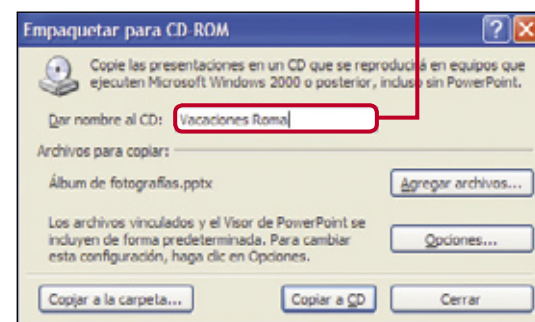 Empaquetar para CD-ROM
Copie las presentaciones en un CD que se reproducirá en equipos que
ejecuten Microsoft Windows 2000 o posterior, incluso sin PowerPoint.
Dar nombre al CD: Vacaciones Roma
Archivos para copiar:
Álbum de fotografías.pptx Agregar archivos...
Los archivos vinculados y el Visor de PowerPoint se
incluyen de forma predeterminada. Para cambiar
esta configuración, haga clic en Opciones.
Opciones...
Copiar a la carpeta... Copiar a CD Cerrar